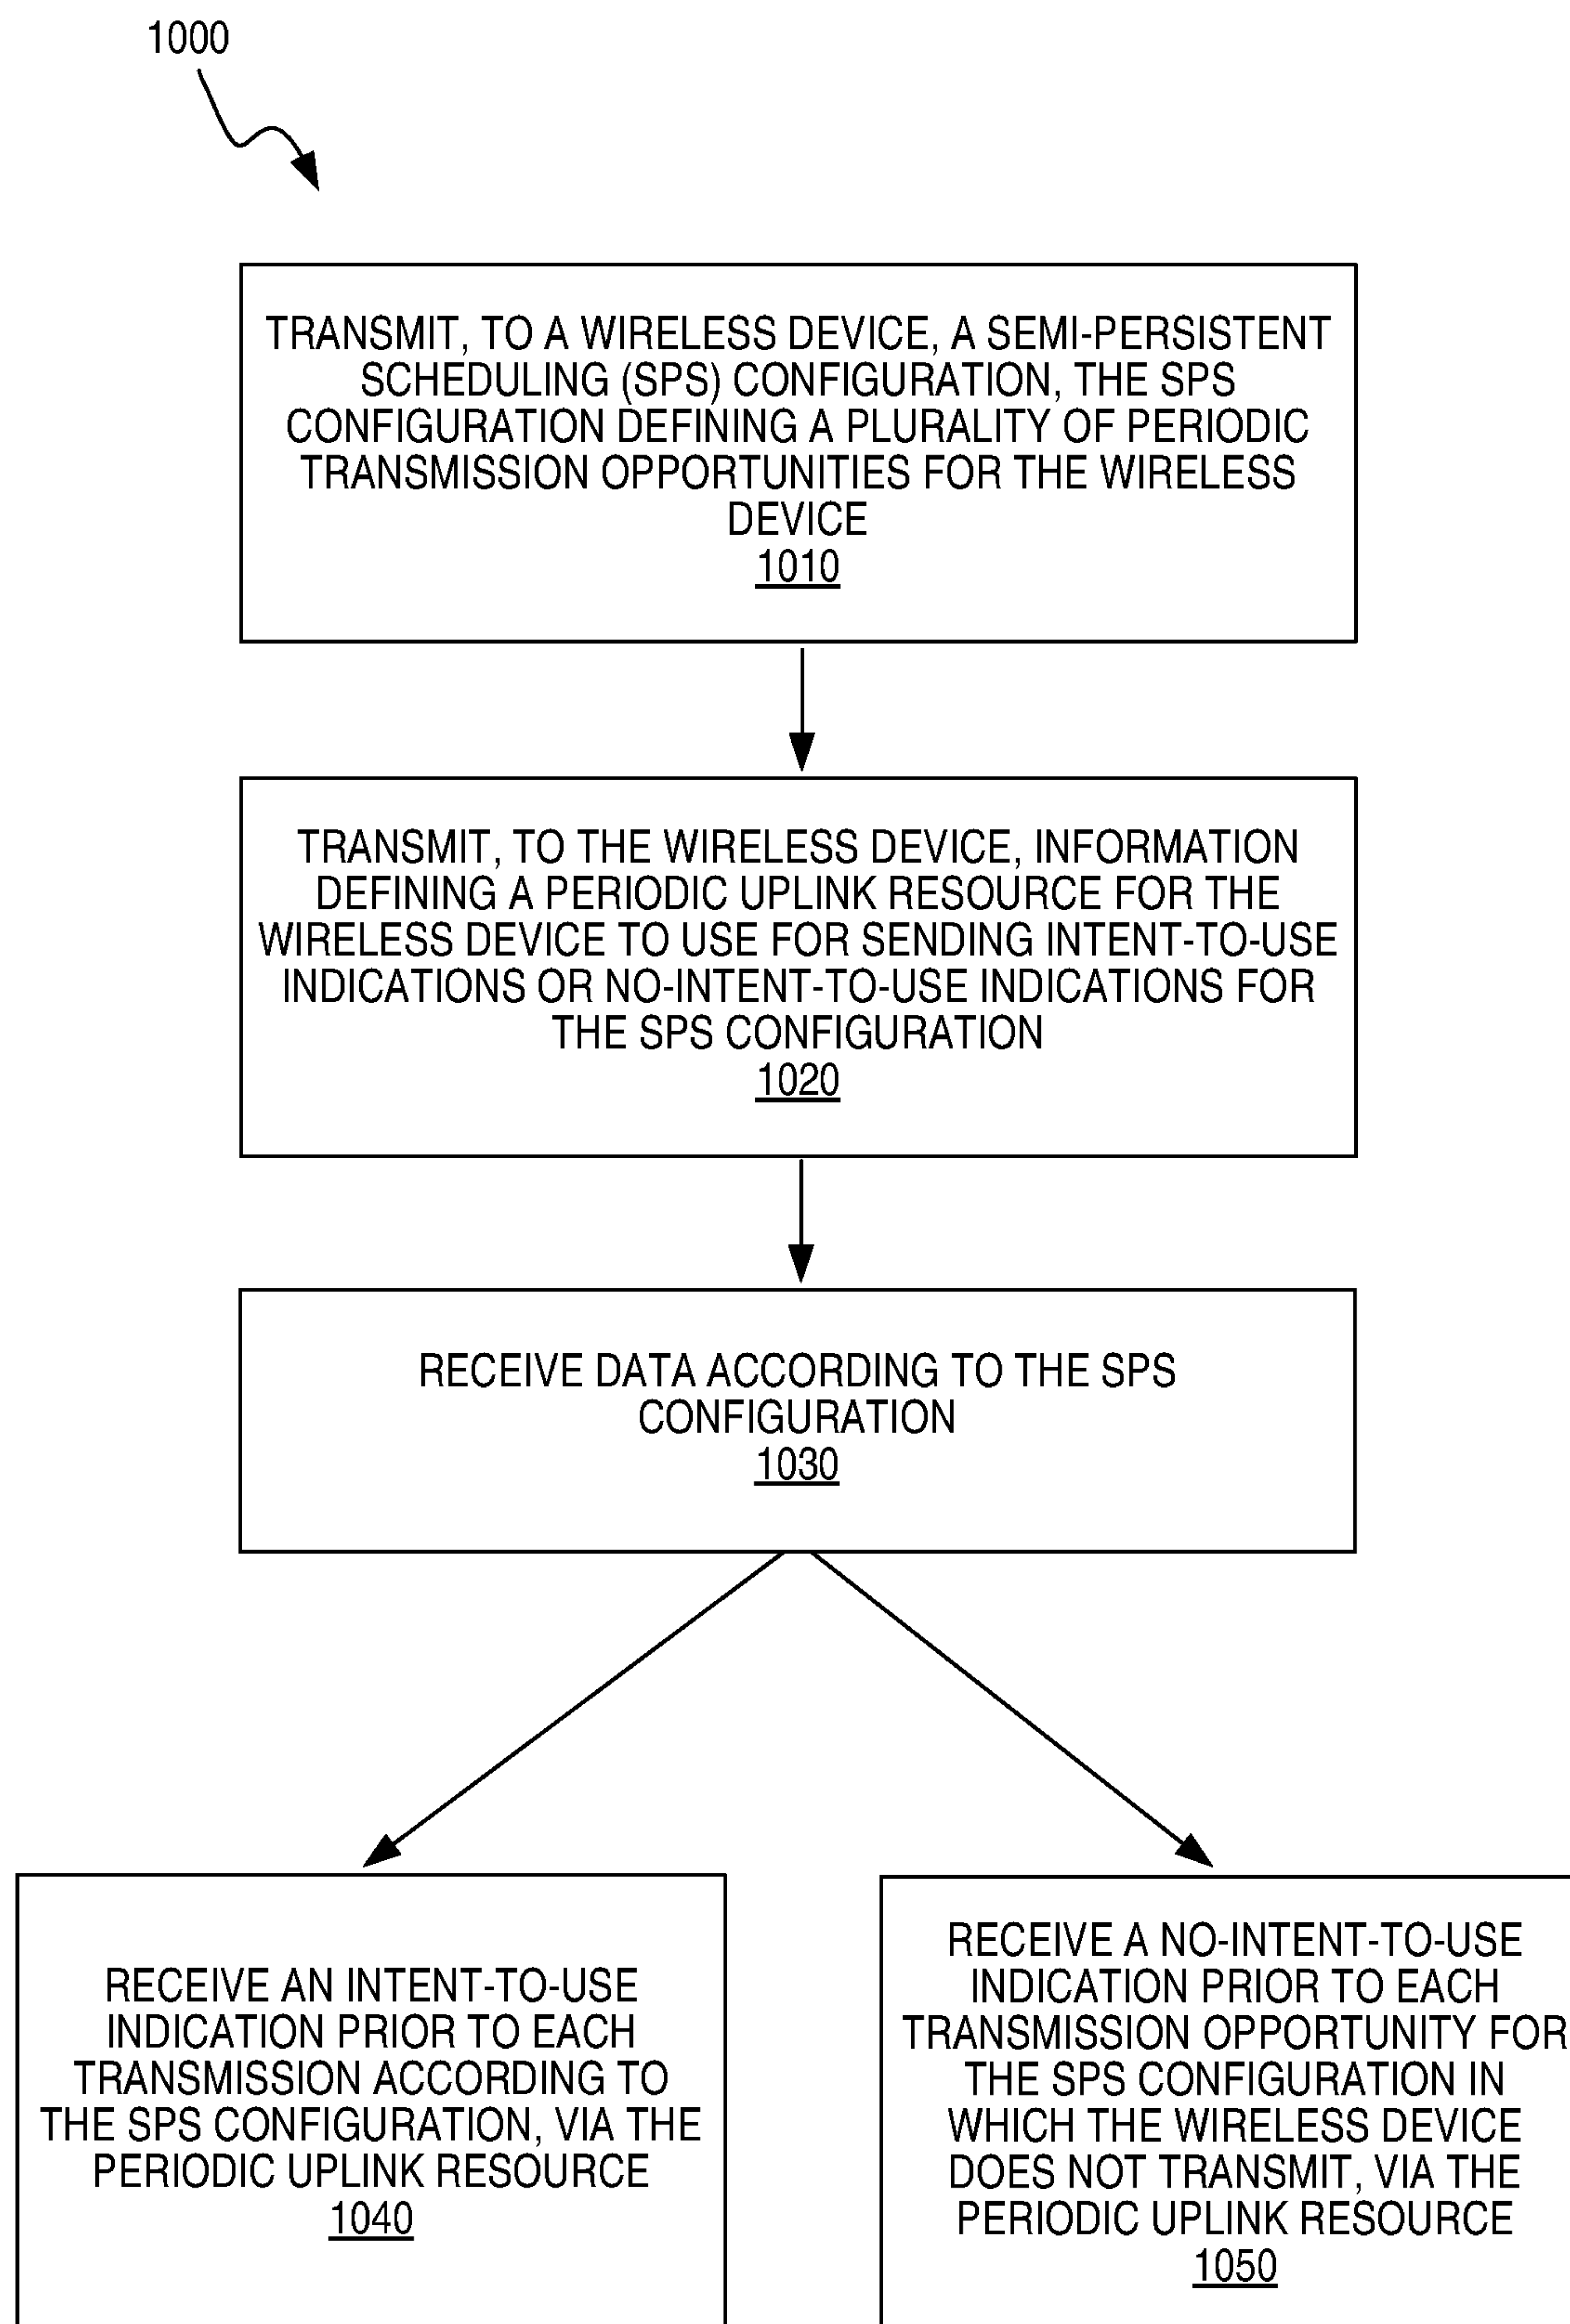 1000
TRANSMIT, TO A WIRELESS DEVICE, A SEMI-PERSISTENT
SCHEDULING (SPS) CONFIGURATION, THE SPS
CONFIGURATION DEFINING A PLURALITY OF PERIODIC
TRANSMISSION OPPORTUNITIES FOR THE WIRELESS
DEVICE
1010
TRANSMIT, TO THE WIRELESS DEVICE, INFORMATION
DEFINING A PERIODIC UPLINK RESOURCE FOR THE
WIRELESS DEVICE TO USE FOR SENDING INTENT-TO-USE
INDICATIONS OR NO-INTENT-TO-USE INDICATIONS FOR
THE SPS CONFIGURATION
1020
RECEIVE DATA ACCORDING TO THE SPS
CONFIGURATION
1030
RECEIVE AN INTENT-TO-USE
INDICATION PRIOR TO EACH
TRANSMISSION ACCORDING TO
THE SPS CONFIGURATION, VIA THE
PERIODIC UPLINK RESOURCE
1040
RECEIVE A NO-INTENT-TO-USE
INDICATION PRIOR TO EACH
TRANSMISSION OPPORTUNITY FOR
THE SPS CONFIGURATION IN
WHICH THE WIRELESS DEVICE
DOES NOT TRANSMIT, VIA THE
PERIODIC UPLINK RESOURCE
1050